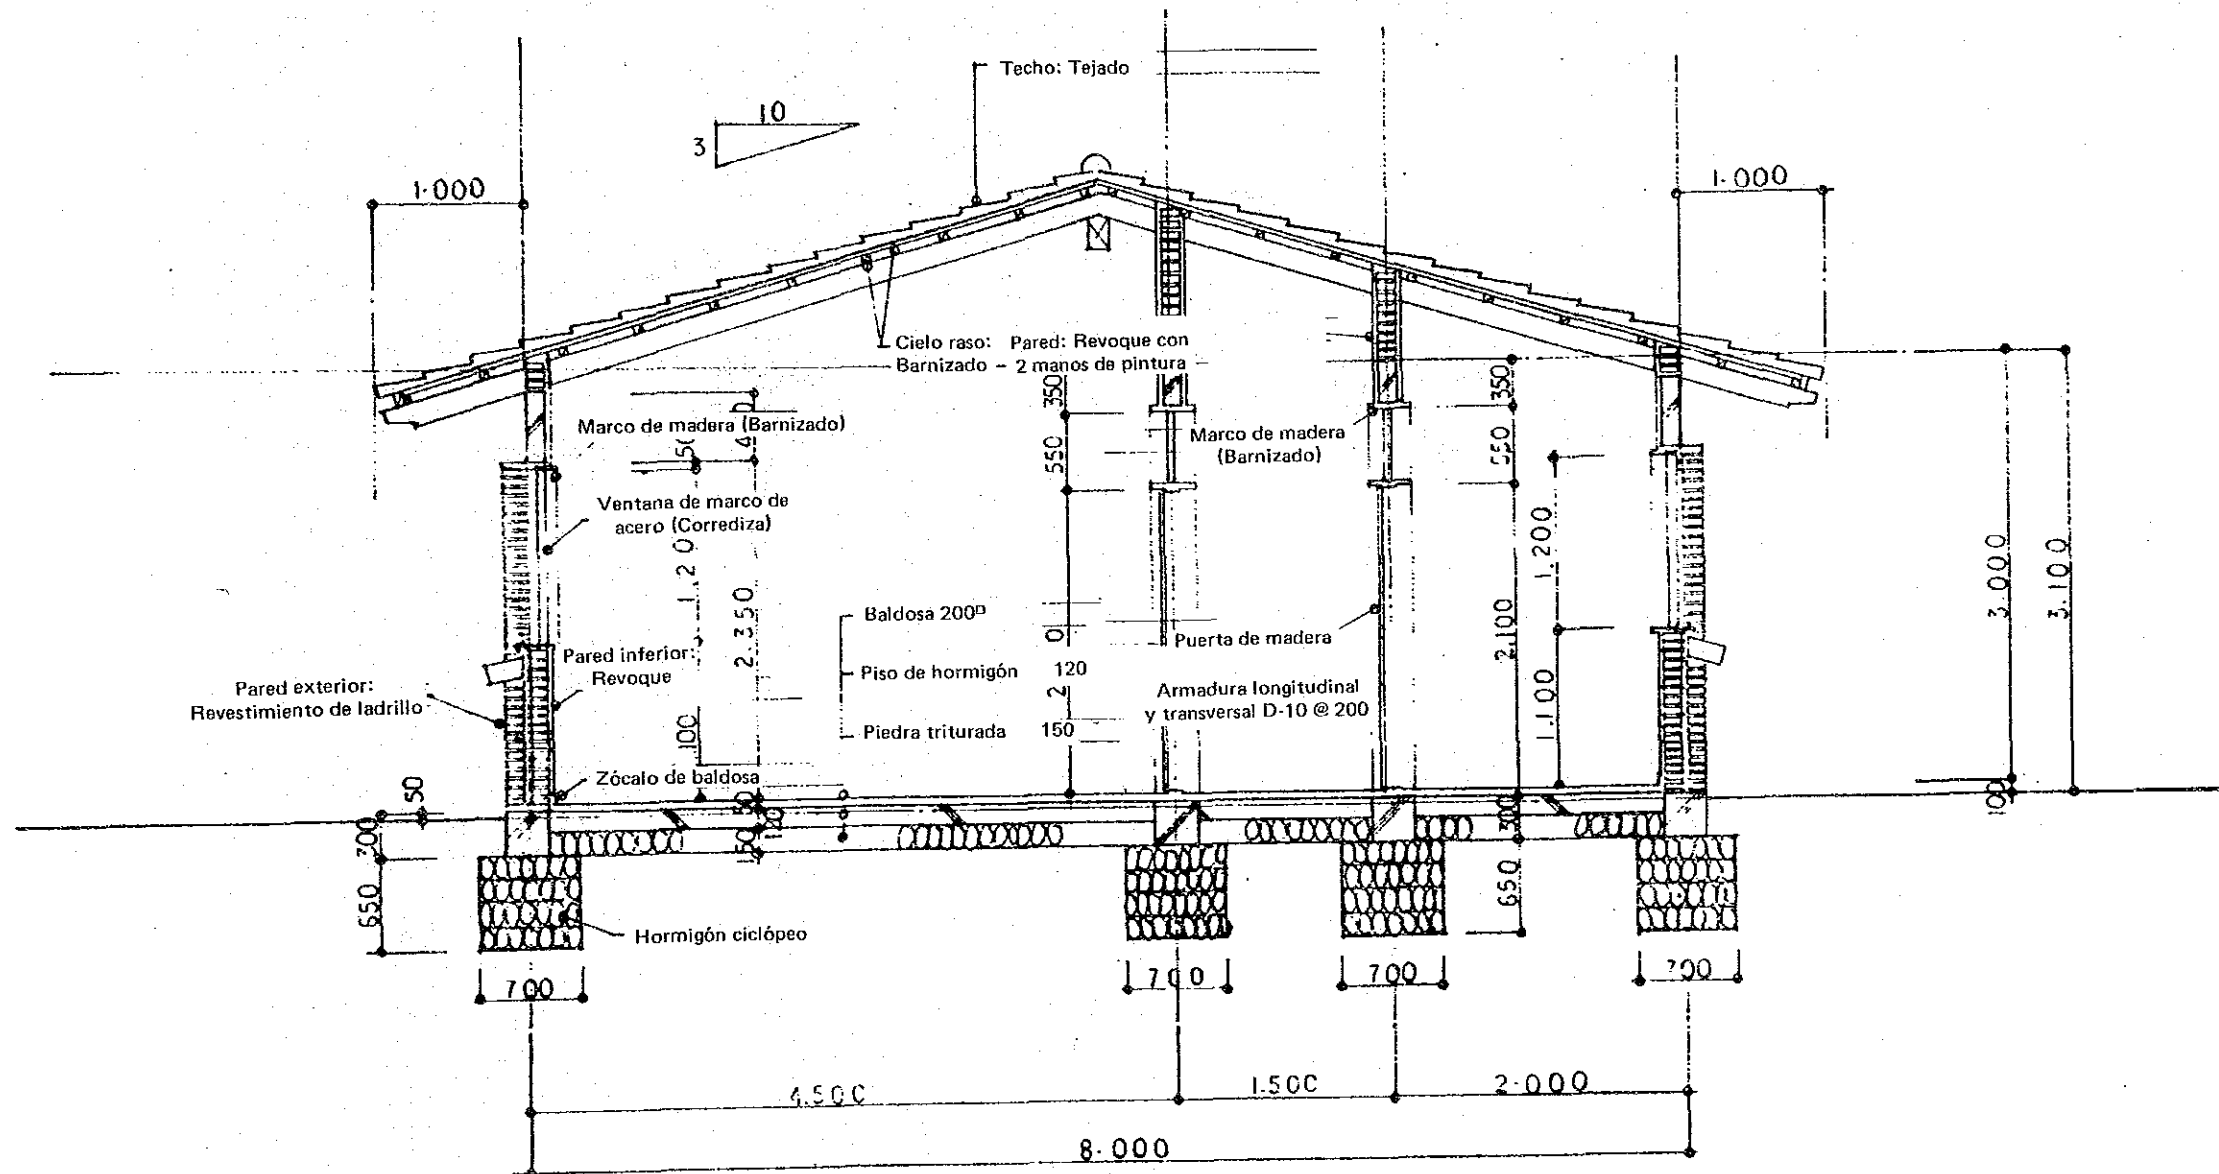 Techo: Tejado
10
3
1.000
1.000
Cielo raso: Pared: Revoque con
Barnizado – 2 manos de pintura
350
350
Marco de madera (Barnizado)
Marco de madera
(Barnizado)
550
550
Ventana de marco de
acero (Corrediza)
1.200
3.000
3.100
2.350
2.100
Baldosa 200□
Puerta de madera
Pared inferior:
Revoque
Piso de hormigón 120
Pared exterior:
Revestimiento de ladrillo
Armadura longitudinal
y transversal D-10 @ 200
1.100
100
Piedra triturada 150
Zócalo de baldosa
50
50
120
150
300
300
100
650
650
Hormigón ciclópeo
700
700
700
700
4.500
1.500
2.000
8.000